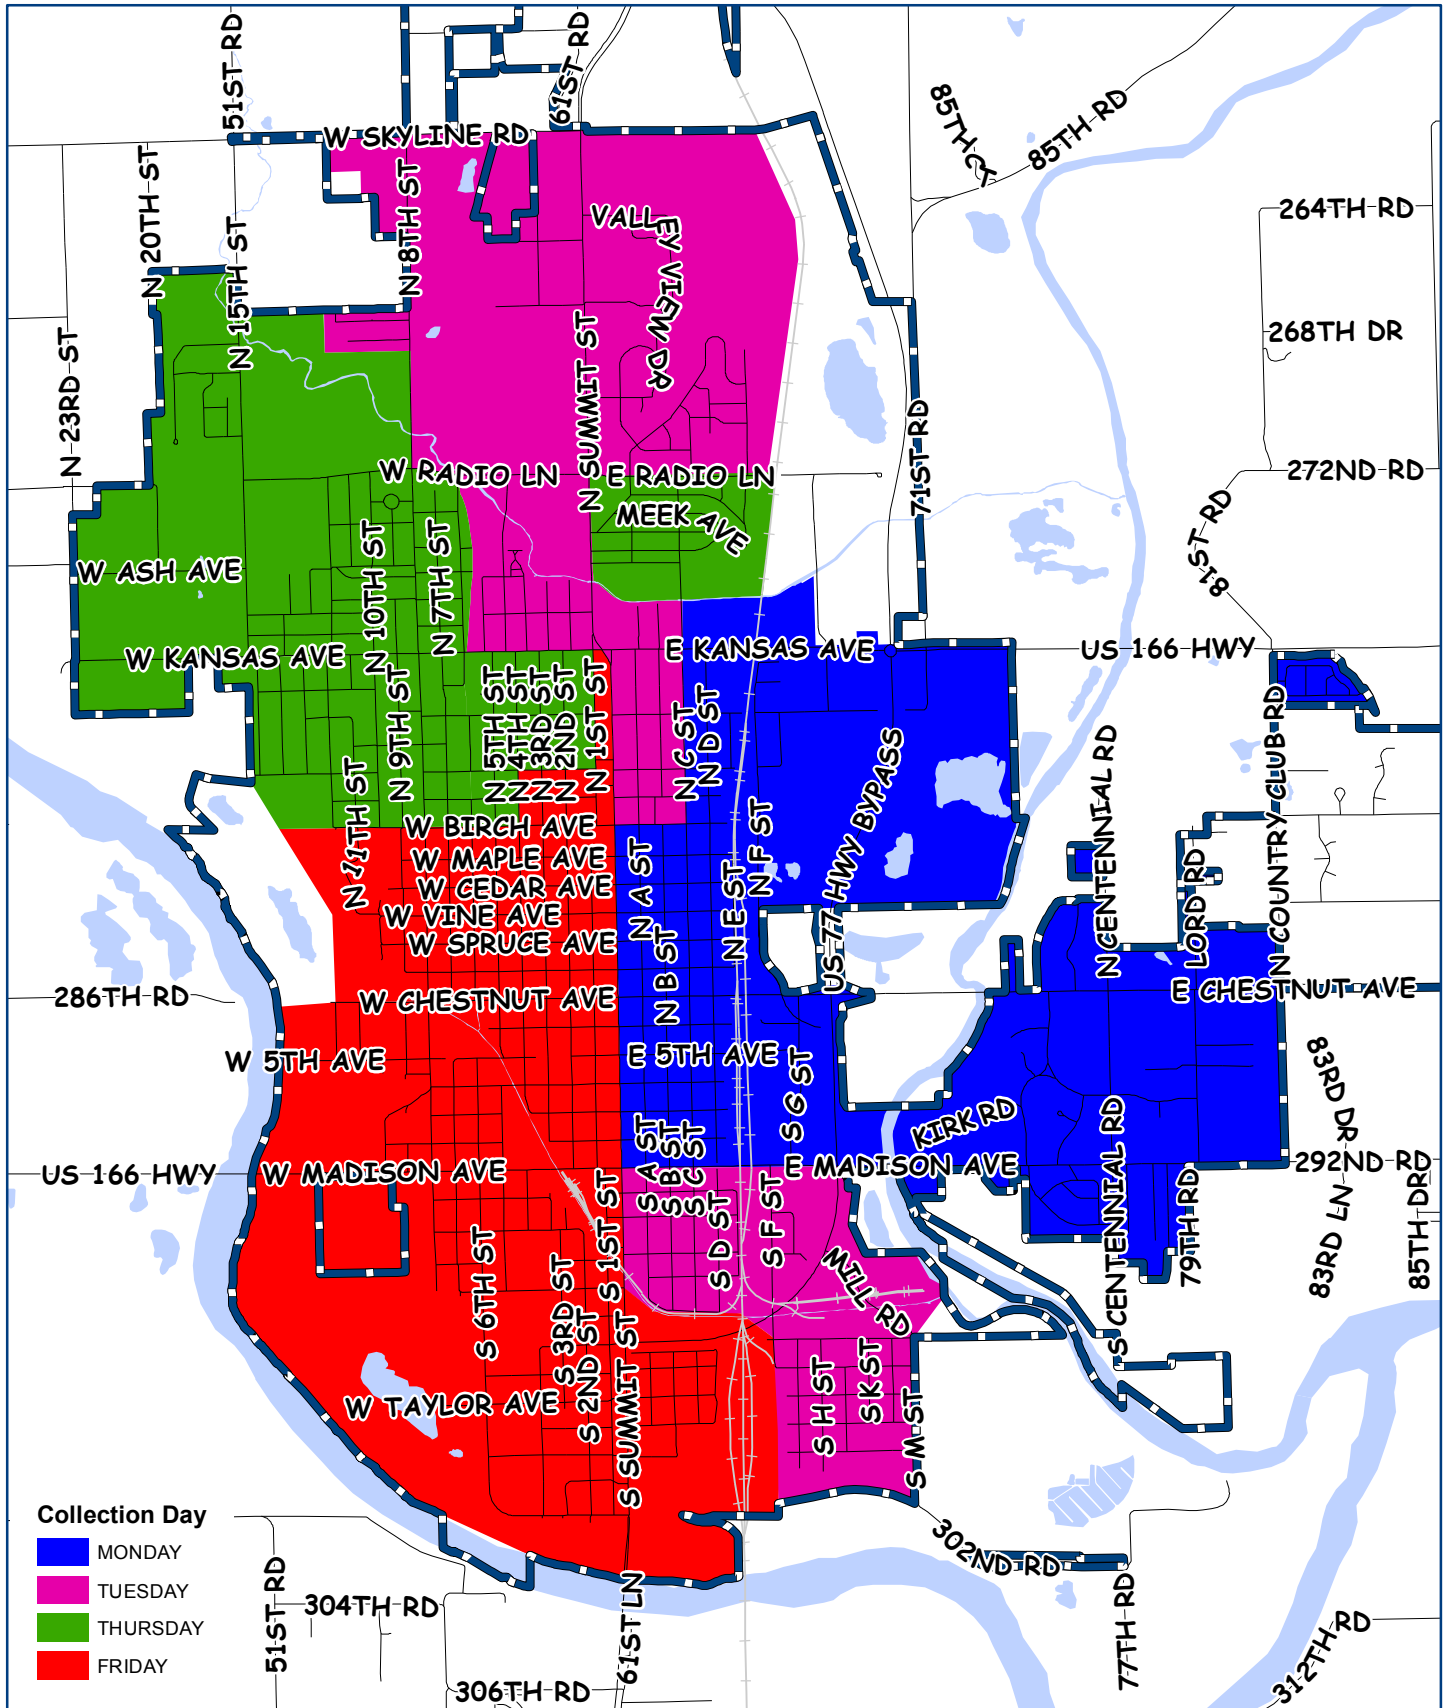 51ST RD
61ST RD
W SKYLINE RD
85TH CT
85TH RD
N 20TH ST
N 15TH ST
N 8TH ST
VALLEY VIEW DR
264TH RD
268TH DR
N 23RD ST
N SUMMIT ST
71ST RD
W RADIO LN
E RADIO LN
272ND RD
MEEK AVE
81ST RD
W ASH AVE
N 10TH ST
N 7TH ST
W KANSAS AVE
E KANSAS AVE
US 166 HWY
N 9TH ST
N 5TH ST
N 4TH ST
N 3RD ST
N 2ND ST
N 1ST ST
N C ST
N D ST
US 77 HWY BYPASS
N CENTENNIAL RD
N COUNTRY CLUB RD
N 11TH ST
W BIRCH AVE
W MAPLE AVE
W CEDAR AVE
W VINE AVE
W SPRUCE AVE
N A ST
N B ST
N E ST
N F ST
LORD RD
286TH RD
W CHESTNUT AVE
E CHESTNUT AVE
W 5TH AVE
E 5TH AVE
S G ST
KIRK RD
83RD DR
US 166 HWY
W MADISON AVE
E MADISON AVE
292ND RD
S A ST
S B ST
S C ST
S D ST
S F ST
S 1ST ST
S CENTENNIAL RD
79TH RD
83RD LN
85TH DR
MILL RD
S 6TH ST
S 3RD ST
S 2ND ST
S SUMMIT ST
W TAYLOR AVE
S H ST
S K ST
S M ST
Collection Day
MONDAY
TUESDAY
THURSDAY
FRIDAY
302ND RD
51ST RD
304TH RD
61ST LN
77TH RD
312TH RD
306TH RD